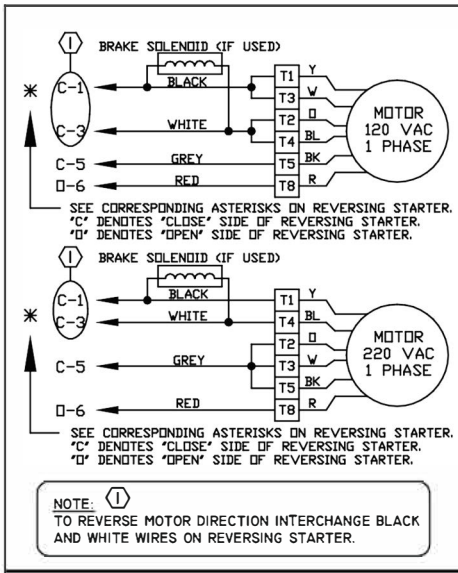 1 BRAKE SOLENOID (IF USED)
C-1 BLACK T1 Y
* T3 W
C-3 WHITE T2 O
T4 BL
C-5 GREY T5 BK
O-6 RED T8 R
MOTOR
120 VAC
1 PHASE
SEE CORRESPONDING ASTERISKS ON REVERSING STARTER.
"C" DENOTES "CLOSE" SIDE OF REVERSING STARTER.
"O" DENOTES "OPEN" SIDE OF REVERSING STARTER.
1 BRAKE SOLENOID (IF USED)
C-1 BLACK T1 Y
* C-3 WHITE T4 BL
T2 O
C-5 GREY T3 W
T5 BK
O-6 RED T8 R
MOTOR
220 VAC
1 PHASE
SEE CORRESPONDING ASTERISKS ON REVERSING STARTER.
"C" DENOTES "CLOSE" SIDE OF REVERSING STARTER.
"O" DENOTES "OPEN" SIDE OF REVERSING STARTER.
NOTE: 1
TO REVERSE MOTOR DIRECTION INTERCHANGE BLACK
AND WHITE WIRES ON REVERSING STARTER.